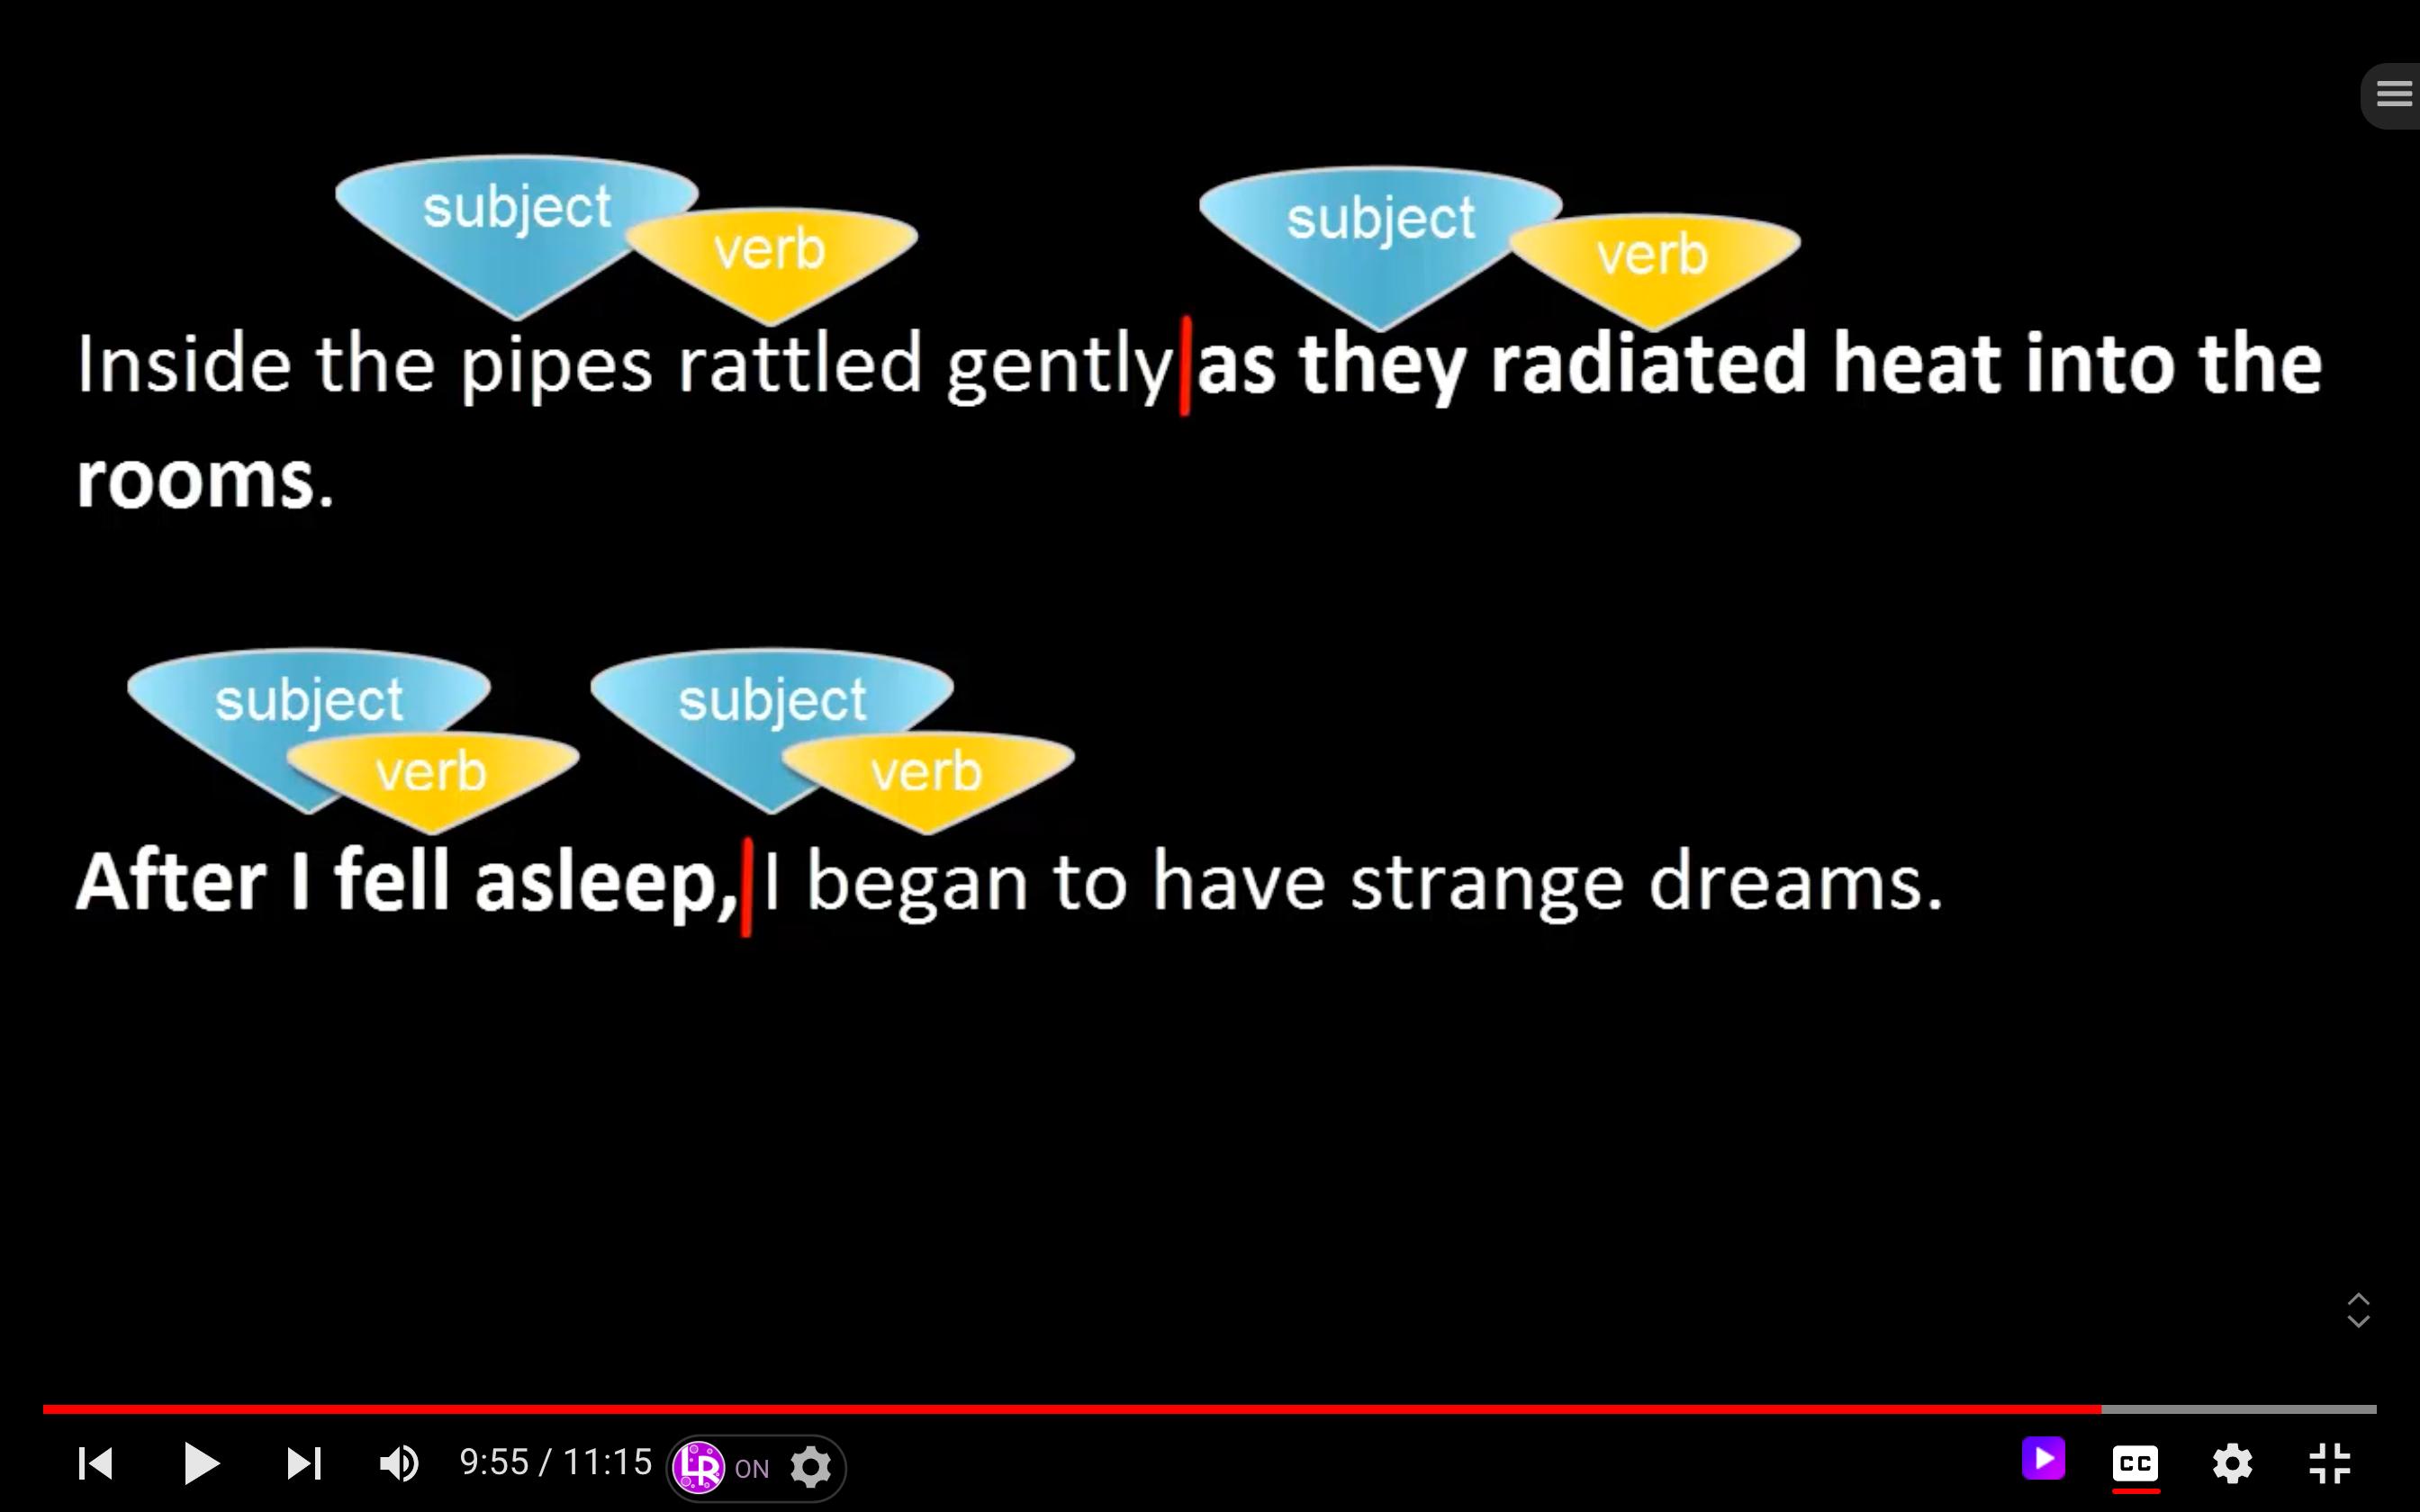 subject
verb
subject
verb
Inside the pipes rattled gently as they radiated heat into the
rooms.
subject
verb
subject
verb
After I fell asleep, I began to have strange dreams.
9:55 / 11:15
LR
ON
CC